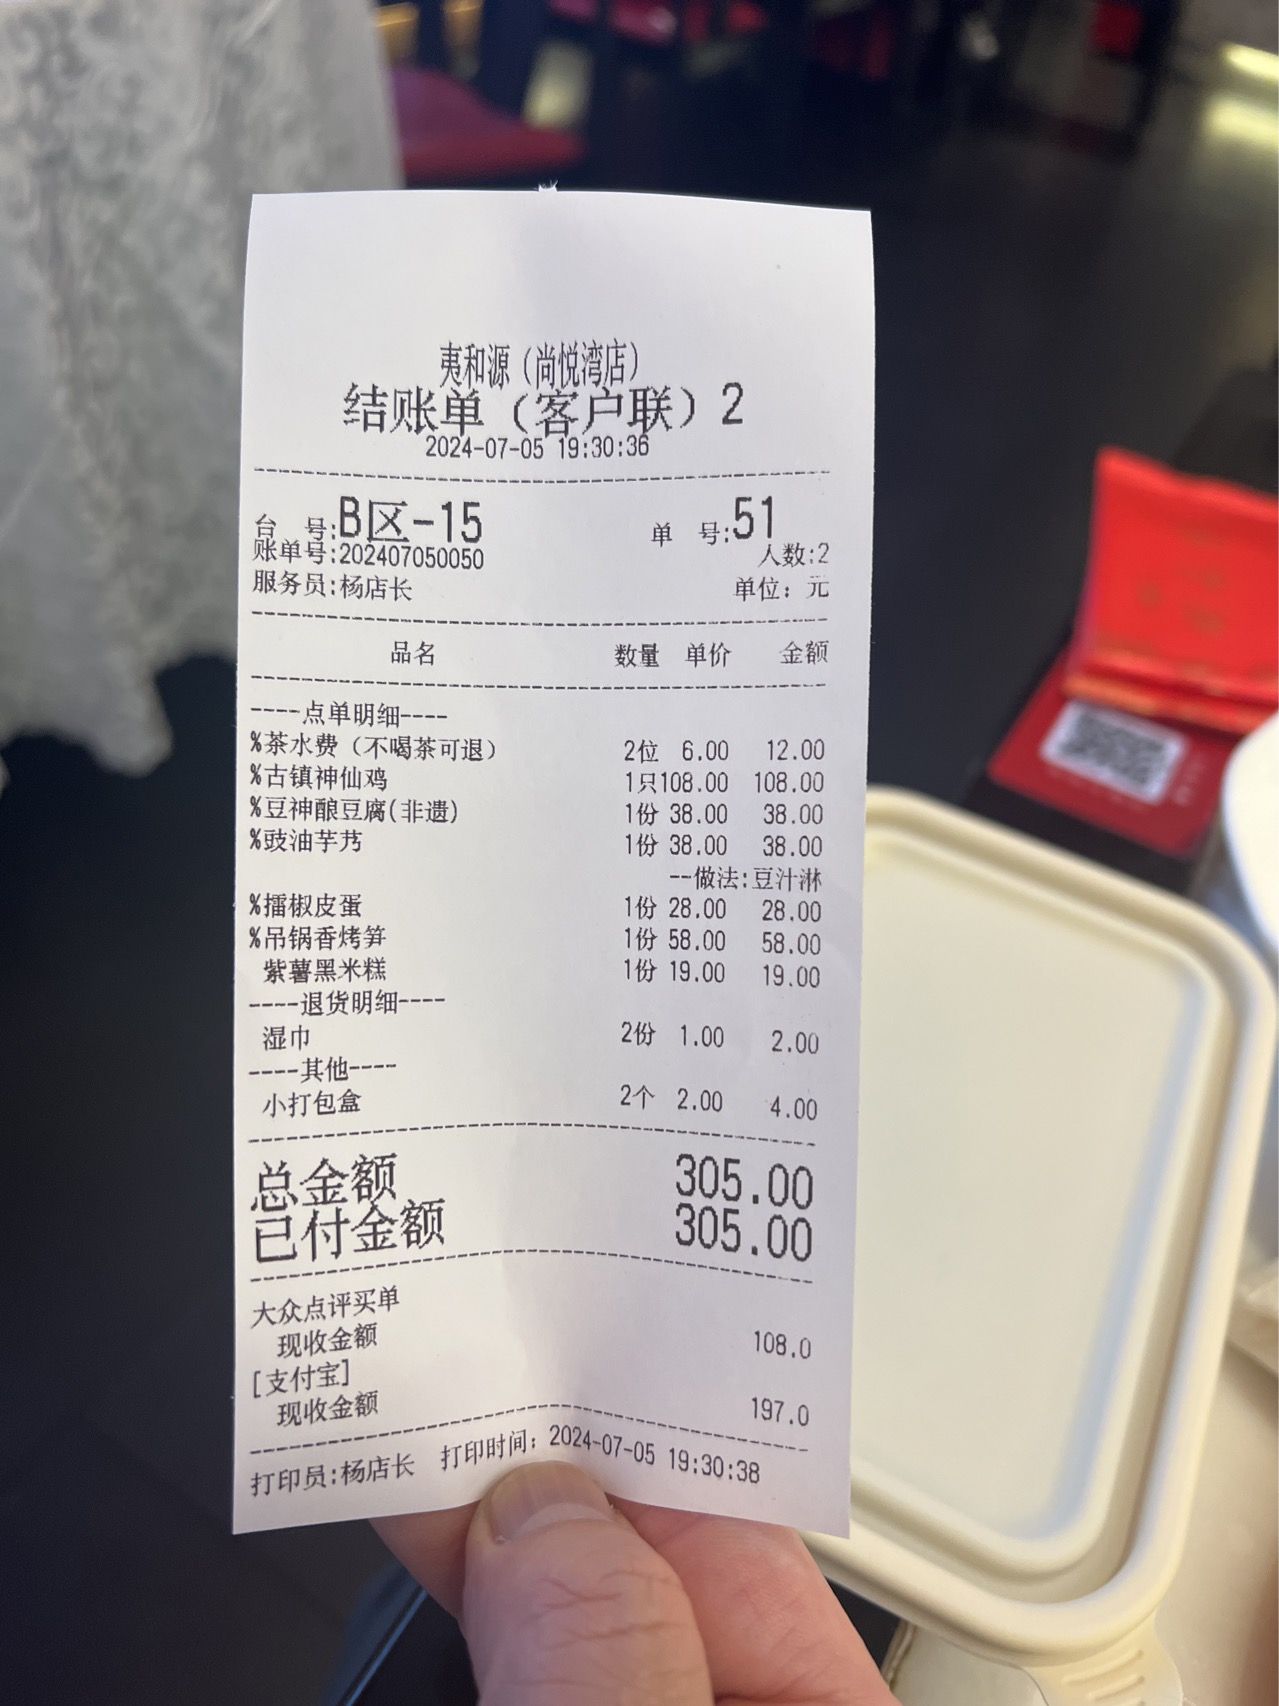 夷和源（尚悦湾店）
结账单（客户联）2
2024-07-05 19:30:36
台 号:B区-15 单 号:51
账单号:202407050050 人数:2
服务员:杨店长 单位：元
品名 数量 单价 金额
----点单明细----
%茶水费（不喝茶可退） 2位 6.00 12.00
%古镇神仙鸡 1只108.00 108.00
%豆神酿豆腐(非遗) 1份 38.00 38.00
%豉油芋艿 1份 38.00 38.00
--做法:豆汁淋
%擂椒皮蛋 1份 28.00 28.00
%吊锅香烤笋 1份 58.00 58.00
紫薯黑米糕 1份 19.00 19.00
----退货明细----
湿巾 2份 1.00 2.00
----其他----
小打包盒 2个 2.00 4.00
总金额 305.00
已付金额 305.00
大众点评买单
现收金额 108.0
[支付宝]
现收金额 197.0
打印员:杨店长 打印时间：2024-07-05 19:30:38